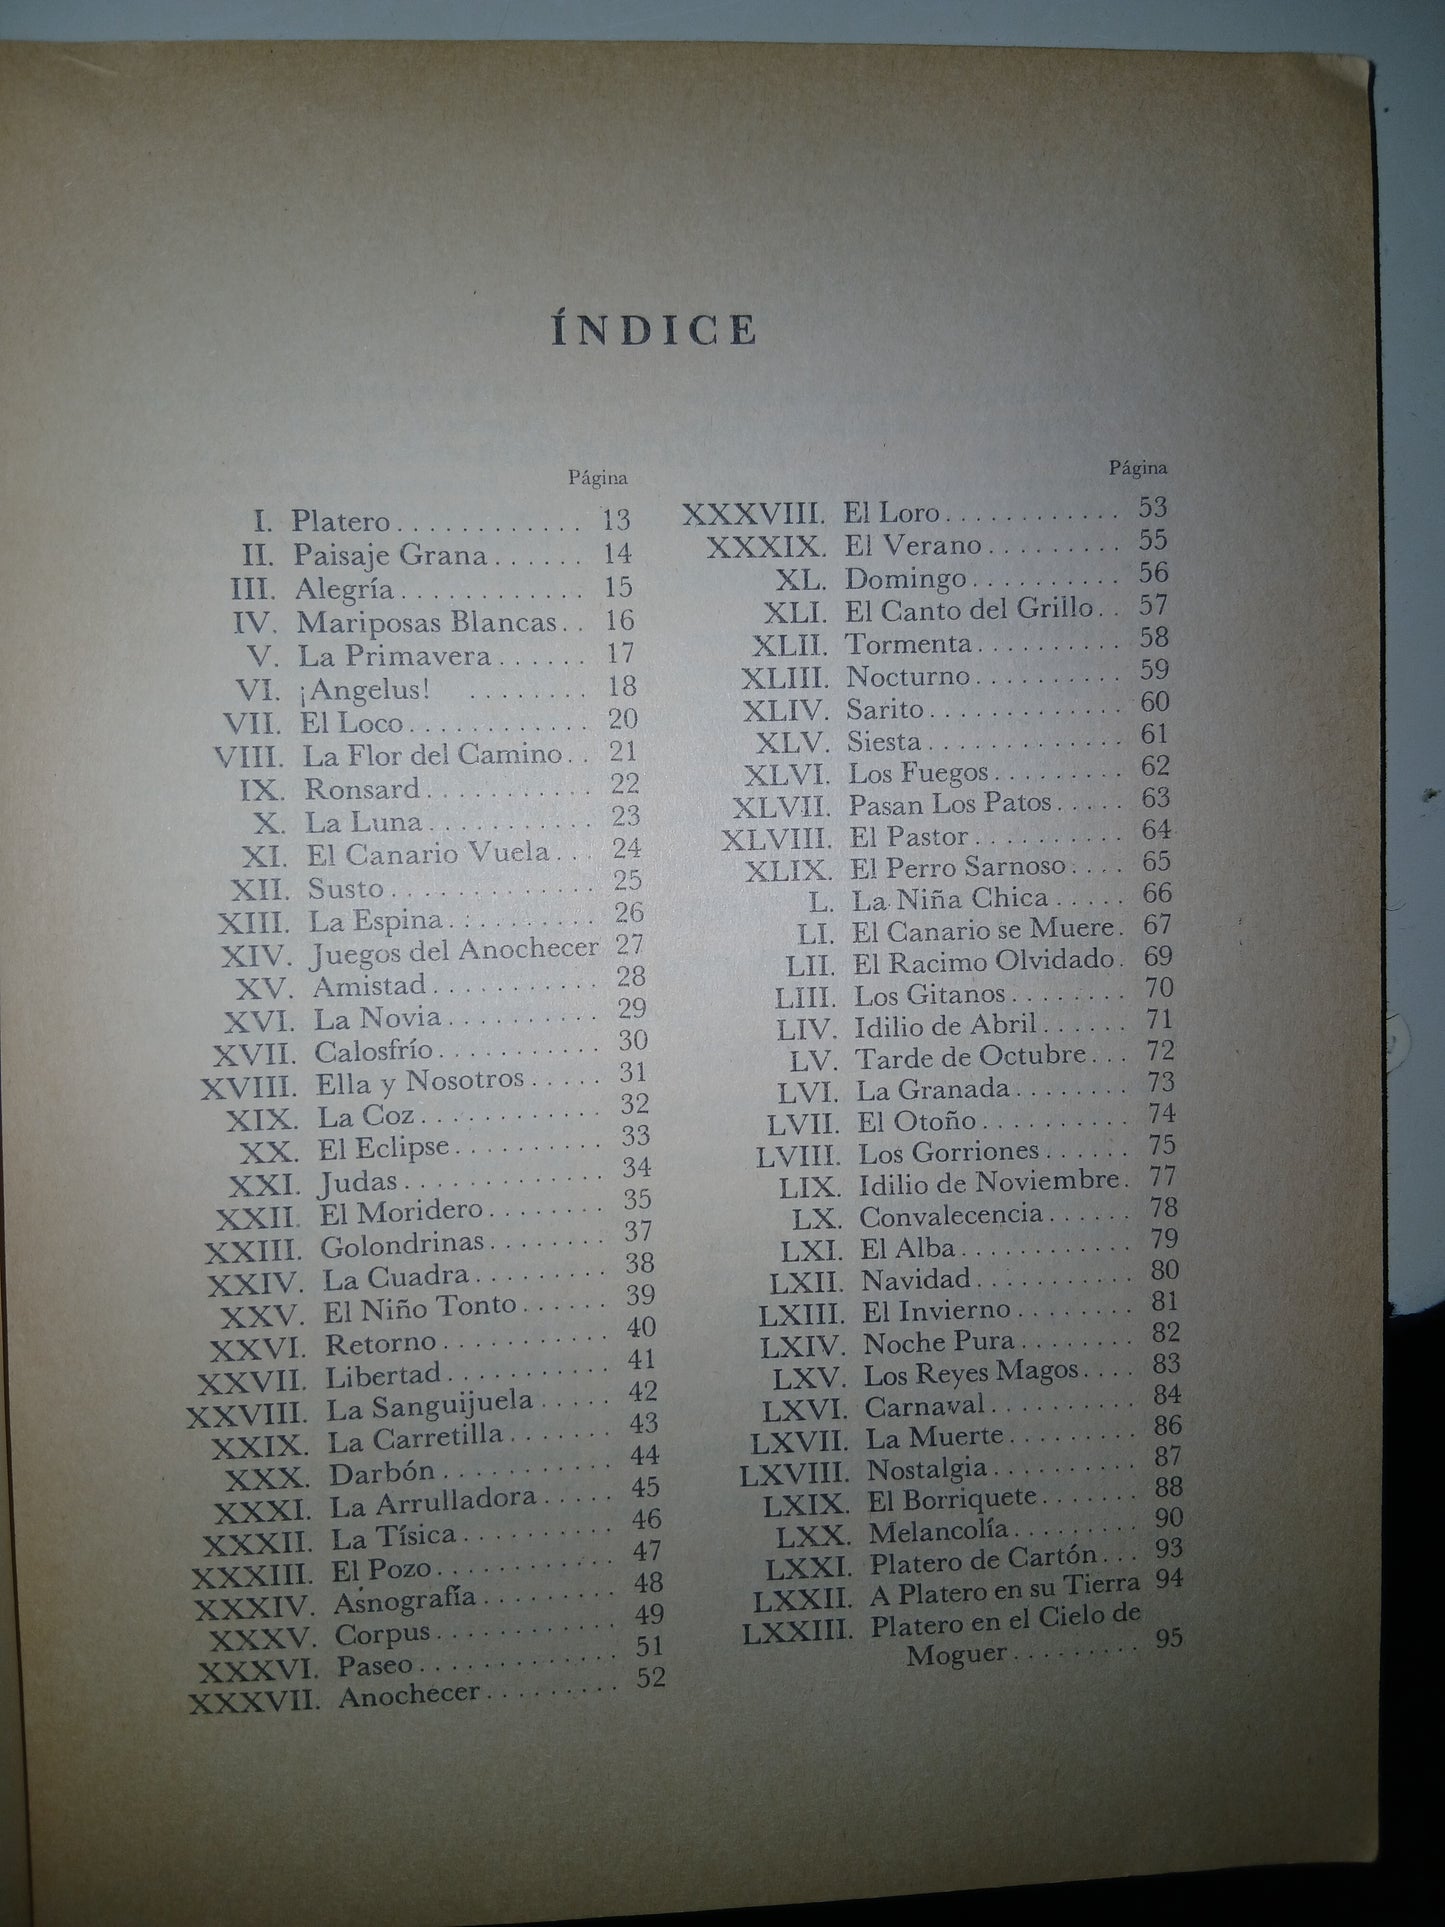 ÍNDICE
Página
I. Platero............ 13
II. Paisaje Grana...... 14
III. Alegría............ 15
IV. Mariposas Blancas.. 16
V. La Primavera...... 17
VI. ¡Angelus! ........ 18
VII. El Loco............ 20
VIII. La Flor del Camino.. 21
IX. Ronsard........... 22
X. La Luna........... 23
XI. El Canario Vuela... 24
XII. Susto............. 25
XIII. La Espina.......... 26
XIV. Juegos del Anochecer 27
XV. Amistad........... 28
XVI. La Novia.......... 29
XVII. Calosfrío........... 30
XVIII. Ella y Nosotros..... 31
XIX. La Coz............ 32
XX. El Eclipse.......... 33
XXI. Judas.............. 34
XXII. El Moridero........ 35
XXIII. Golondrinas........ 37
XXIV. La Cuadra......... 38
XXV. El Niño Tonto...... 39
XXVI. Retorno........... 40
XXVII. Libertad........... 41
XXVIII. La Sanguijuela..... 42
XXIX. La Carretilla....... 43
XXX. Darbón........... 44
XXXI. La Arrulladora..... 45
XXXII. La Tísica.......... 46
XXXIII. El Pozo............ 47
XXXIV. Asnografía......... 48
XXXV. Corpus............ 49
XXXVI. Paseo............. 51
XXXVII. Anochecer......... 52
Página
XXXVIII. El Loro............ 53
XXXIX. El Verano......... 55
XL. Domingo.......... 56
XLI. El Canto del Grillo.. 57
XLII. Tormenta.......... 58
XLIII. Nocturno.......... 59
XLIV. Sarito............. 60
XLV. Siesta............. 61
XLVI. Los Fuegos......... 62
XLVII. Pasan Los Patos..... 63
XLVIII. El Pastor.......... 64
XLIX. El Perro Sarnoso.... 65
L. La Niña Chica..... 66
LI. El Canario se Muere. 67
LII. El Racimo Olvidado. 69
LIII. Los Gitanos........ 70
LIV. Idilio de Abril...... 71
LV. Tarde de Octubre... 72
LVI. La Granada........ 73
LVII. El Otoño.......... 74
LVIII. Los Gorriones...... 75
LIX. Idilio de Noviembre. 77
LX. Convalecencia...... 78
LXI. El Alba............ 79
LXII. Navidad........... 80
LXIII. El Invierno........ 81
LXIV. Noche Pura........ 82
LXV. Los Reyes Magos.... 83
LXVI. Carnaval.......... 84
LXVII. La Muerte......... 86
LXVIII. Nostalgia.......... 87
LXIX. El Borriquete....... 88
LXX. Melancolía......... 90
LXXI. Platero de Cartón... 93
LXXII. A Platero en su Tierra 94
LXXIII. Platero en el Cielo de
Moguer......... 95